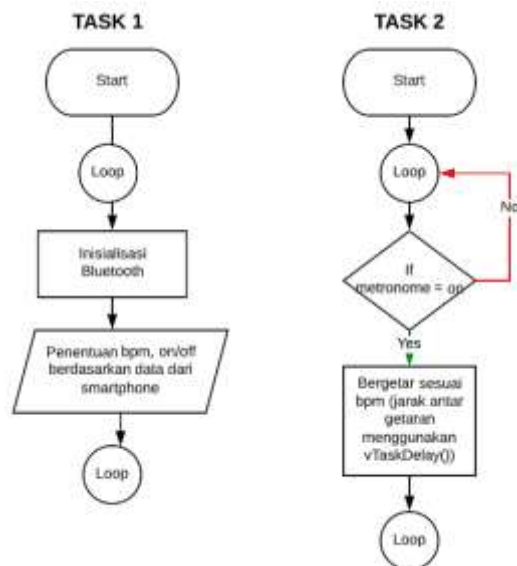 TASK 1
Start
Loop
Inisialisasi
Bluetooth
Penentuan bpm, on/off
berdasarkan data dari
smartphone
Loop
TASK 2
Start
Loop
No
If
metronome = on
Yes
Bergetar sesuai
bpm (jarak antar
getaran
menggunakan
vTaskDelay())
Loop